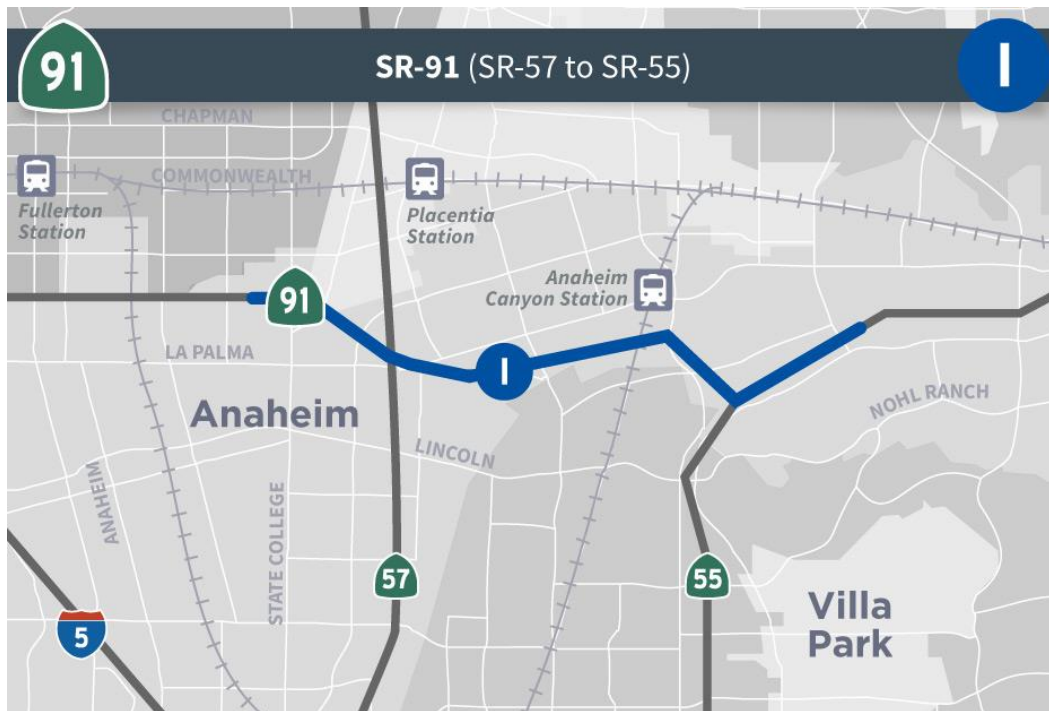 91
SR-91 (SR-57 to SR-55)
I
CHAPMAN
COMMONWEALTH
Fullerton
Station
Placentia
Station
Anaheim
Canyon Station
91
LA PALMA
I
Anaheim
NOHL RANCH
LINCOLN
ANAHEIM
STATE COLLEGE
57
55
5
Villa
Park